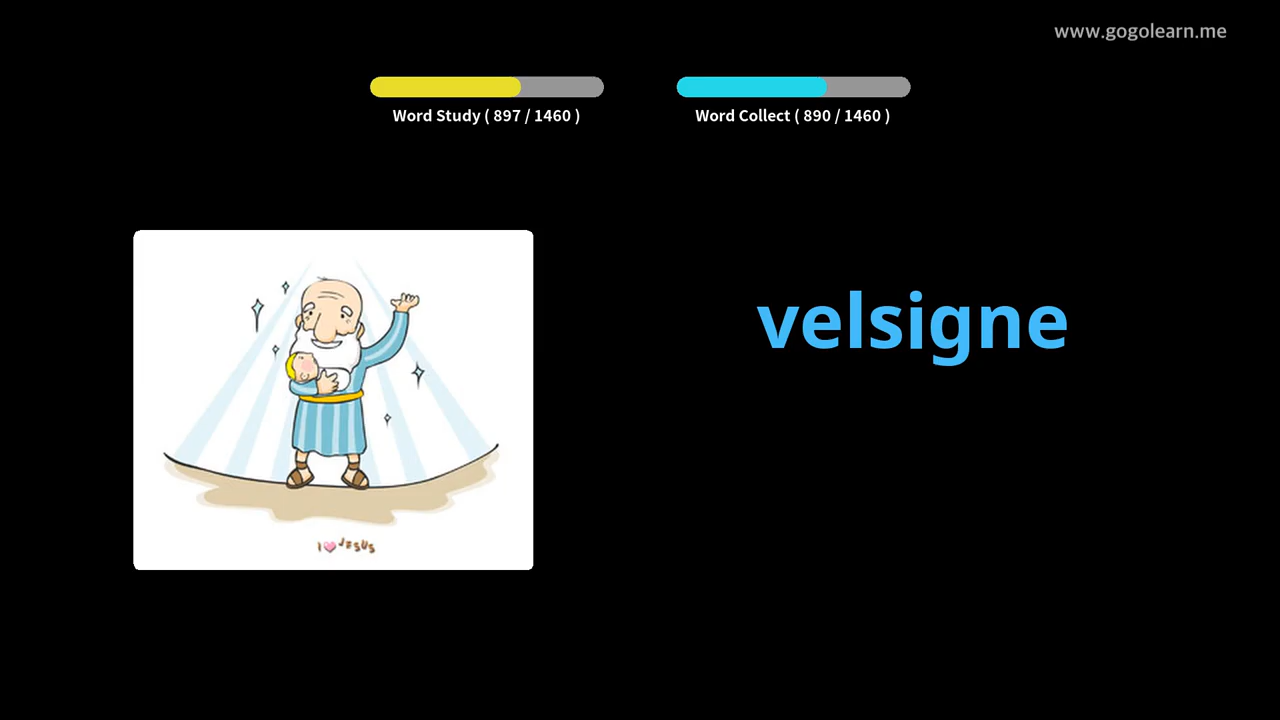 www.gogolearn.me
Word Study ( 897 / 1460 )
Word Collect ( 890 / 1460 )
velsigne
I ♥ JESUS